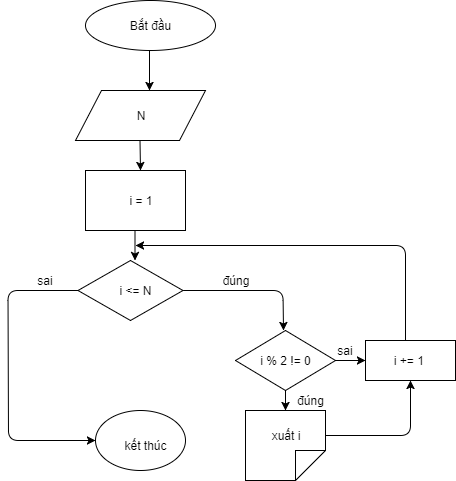 Bắt đầu
N
i = 1
i <= N
sai
đúng
i % 2 != 0
sai
i += 1
đúng
xuất i
kết thúc